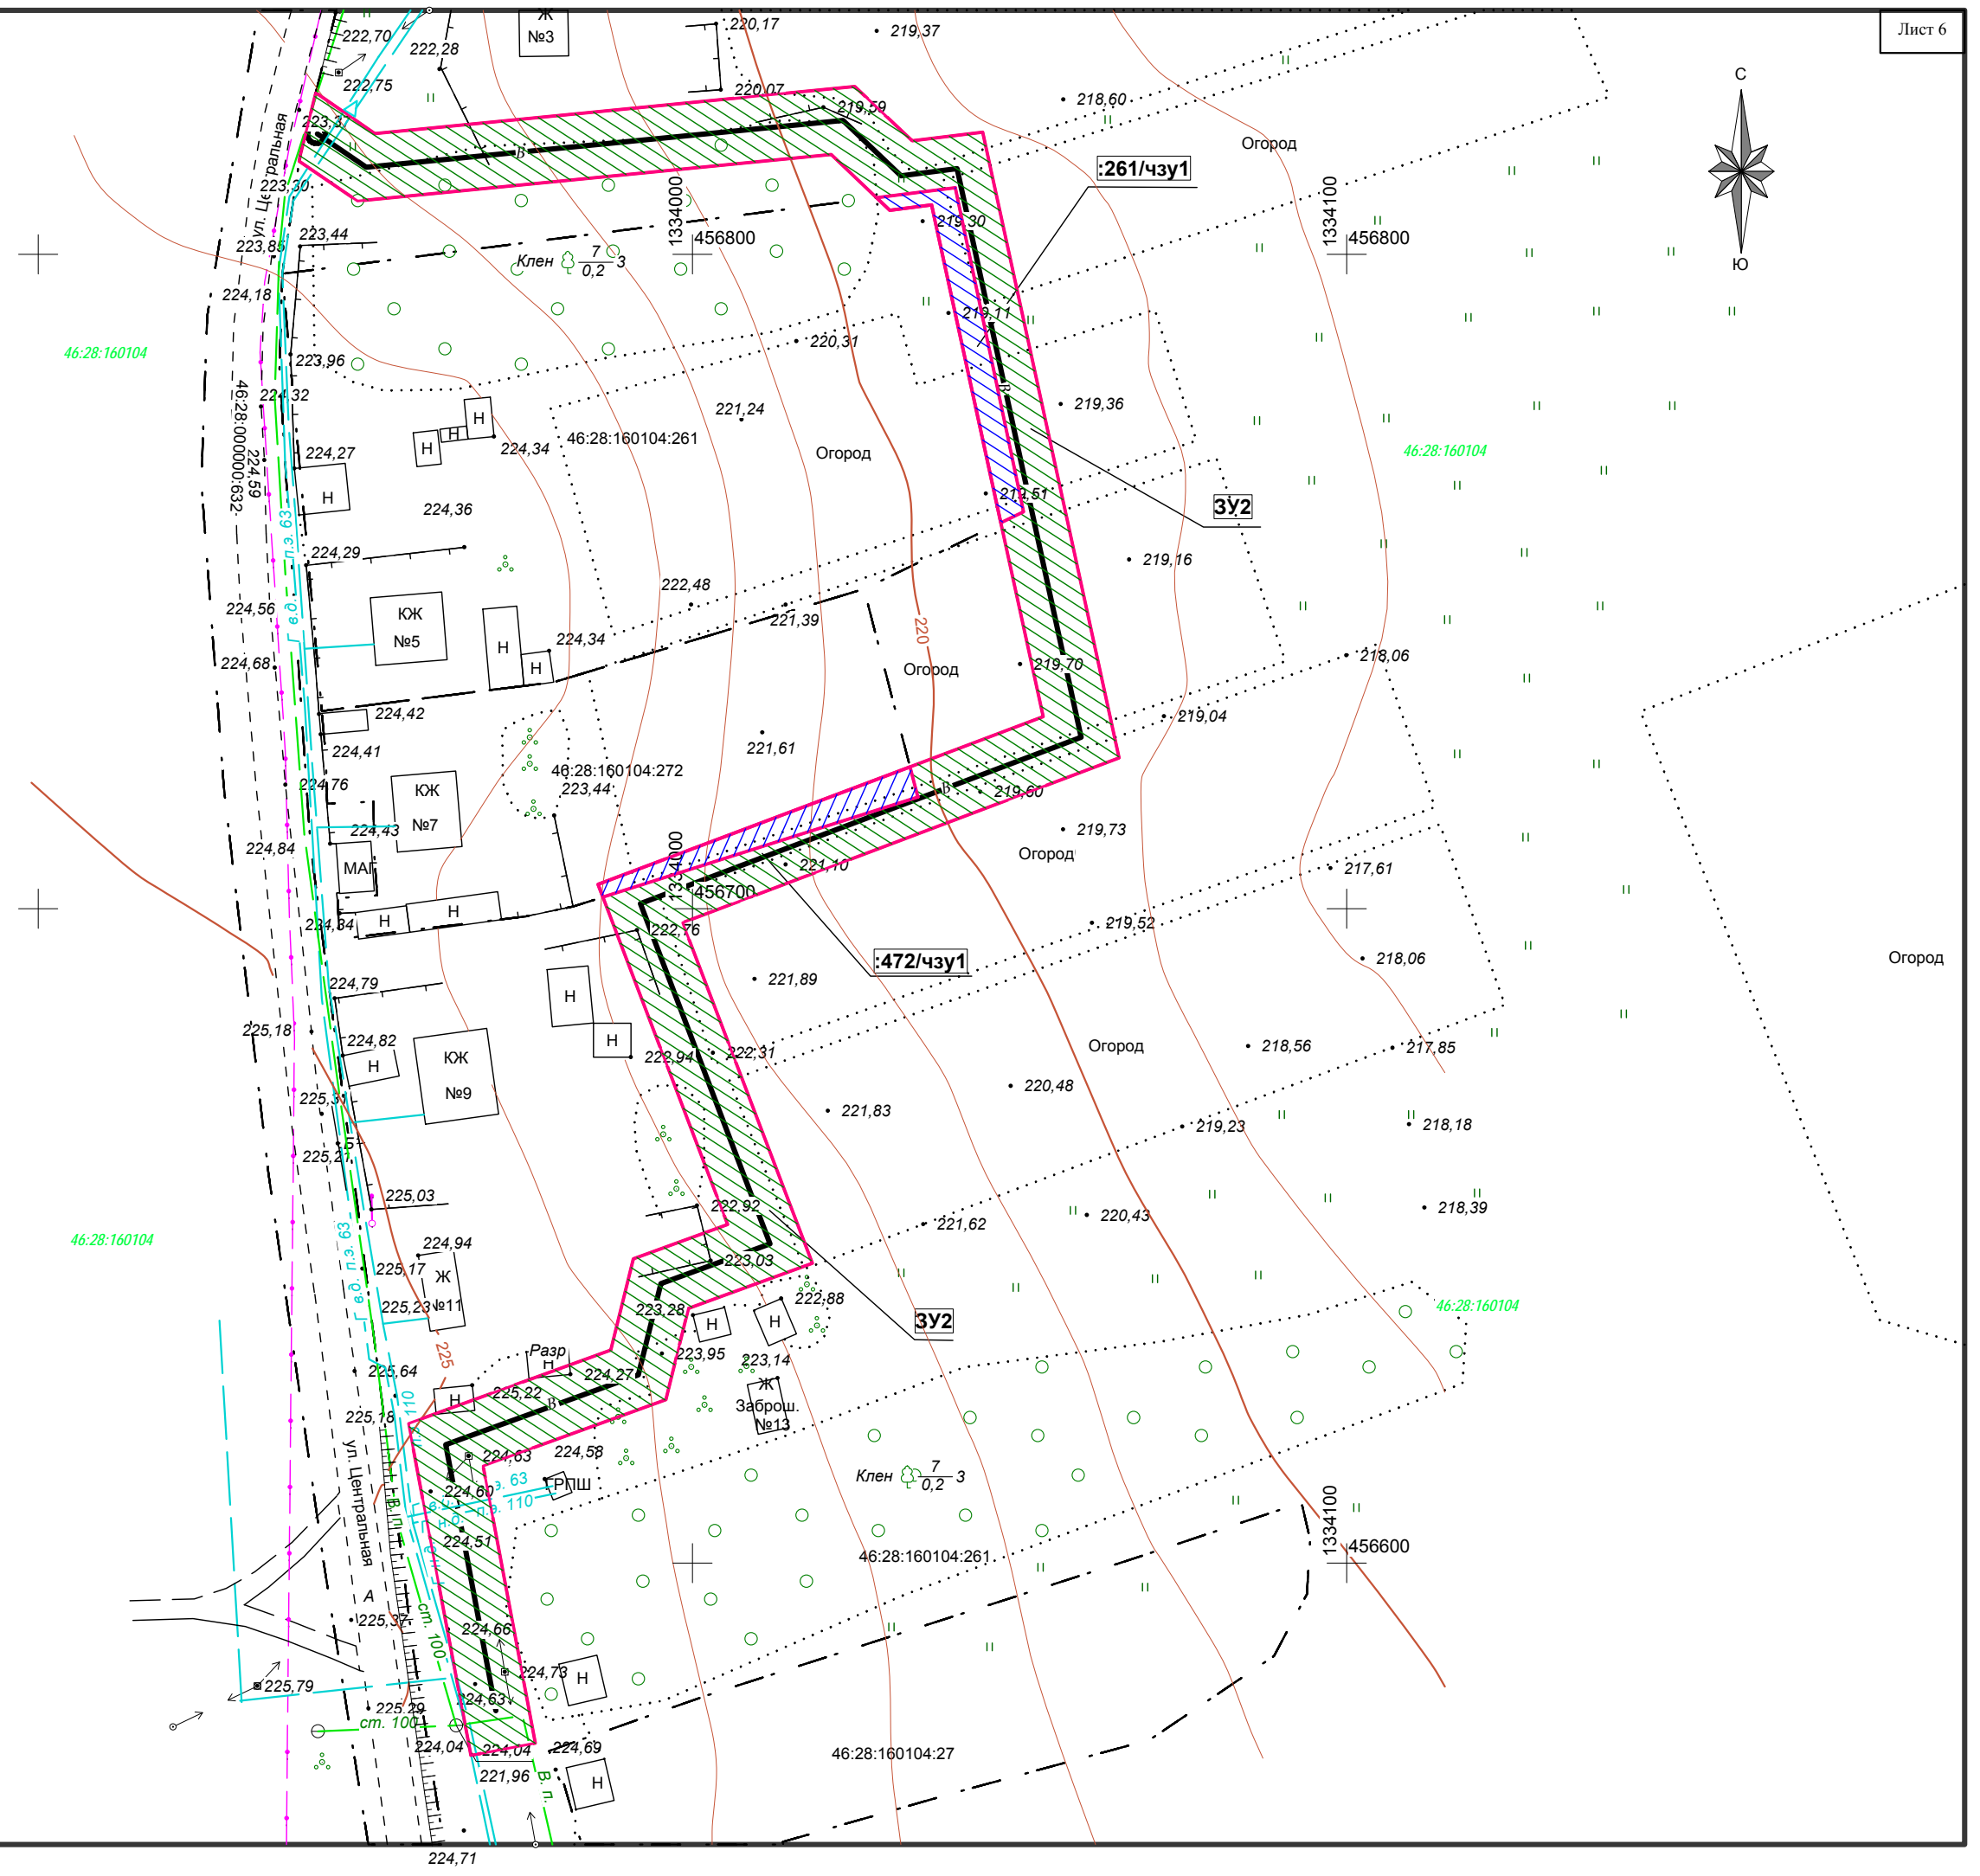 Лист 6
Ж
№3
220,17
219,37
222,70
222,28
222,75
220,07
219,59
218,60
С
Ю
Огород
:261/чзу1
ул. Центральная
223,30
219,30
1334000
456800
1334100
456800
223,85
223,44
Клен
7
0,2
3
224,18
219,11
220,31
46:28:160104
223,96
224,32
221,24
219,36
Н
Н
Н
224,34
46:28:160104:261
224,27
Огород
46:28:160104
46:28:000000:632
224,59
Н
224,36
219,51
ЗУ2
Г в.д. п.э. 63
224,29
219,16
222,48
224,56
КЖ
№5
221,39
224,34
Н
Н
220
224,68
219,70
218,06
Огород
224,42
219,04
224,41
221,61
46:28:160104:272
223,44
224,76
КЖ
№7
В
219,60
224,43
219,73
224,84
МАГ
Огород
221,10
217,61
1334000
456700
Н
Н
224,34
219,52
222,76
:472/чзу1
218,06
Огород
221,89
224,79
Н
225,18
224,82
Н
Н
КЖ
№9
222,94
222,31
Огород
218,56
217,85
220,48
225,31
221,83
219,23
218,18
225,21
225,03
222,92
218,39
220,43
221,62
46:28:160104
Г в.д. п.э. 63
224,94
223,03
225,17
Ж
№11
225,23
222,88
223,28
Н
Н
ЗУ2
46:28:160104
225
Разр
Н
223,95
223,14
225,64
224,27
Н
225,22
Ж
Заброш.
№13
В
225,18
224,58
224,63
Клен
7
0,2
3
ГРПШ
224,60
п.э. 110
ул. Центральная
224,51
1334100
456600
46:28:160104:261
А
225,37
ст. 100
224,66
224,73
Н
225,79
224,63
225,29
ст. 100
224,04
224,04
224,69
46:28:160104:27
221,96
В.п.
Н
224,71